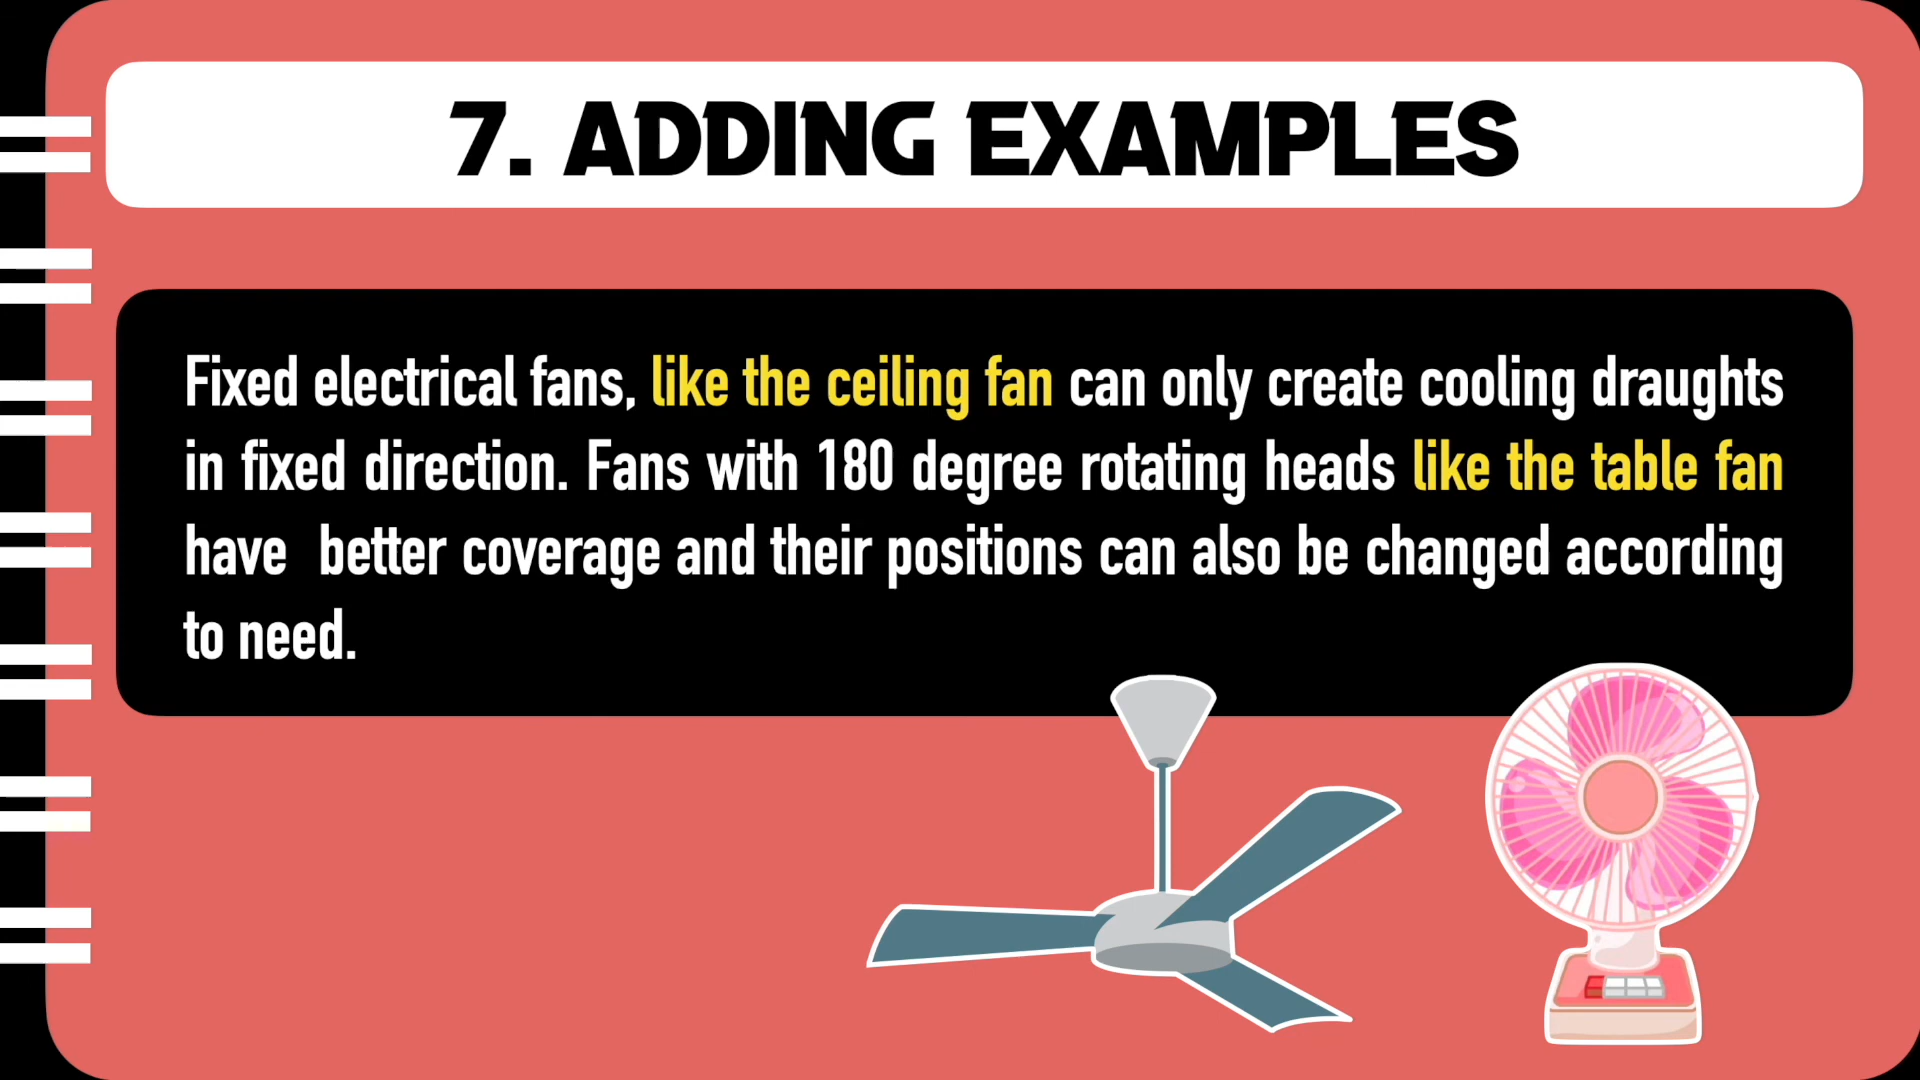 7. ADDING EXAMPLES
Fixed electrical fans, like the ceiling fan can only create cooling draughts
in fixed direction. Fans with 180 degree rotating heads like the table fan
have  better coverage and their positions can also be changed according
to need.